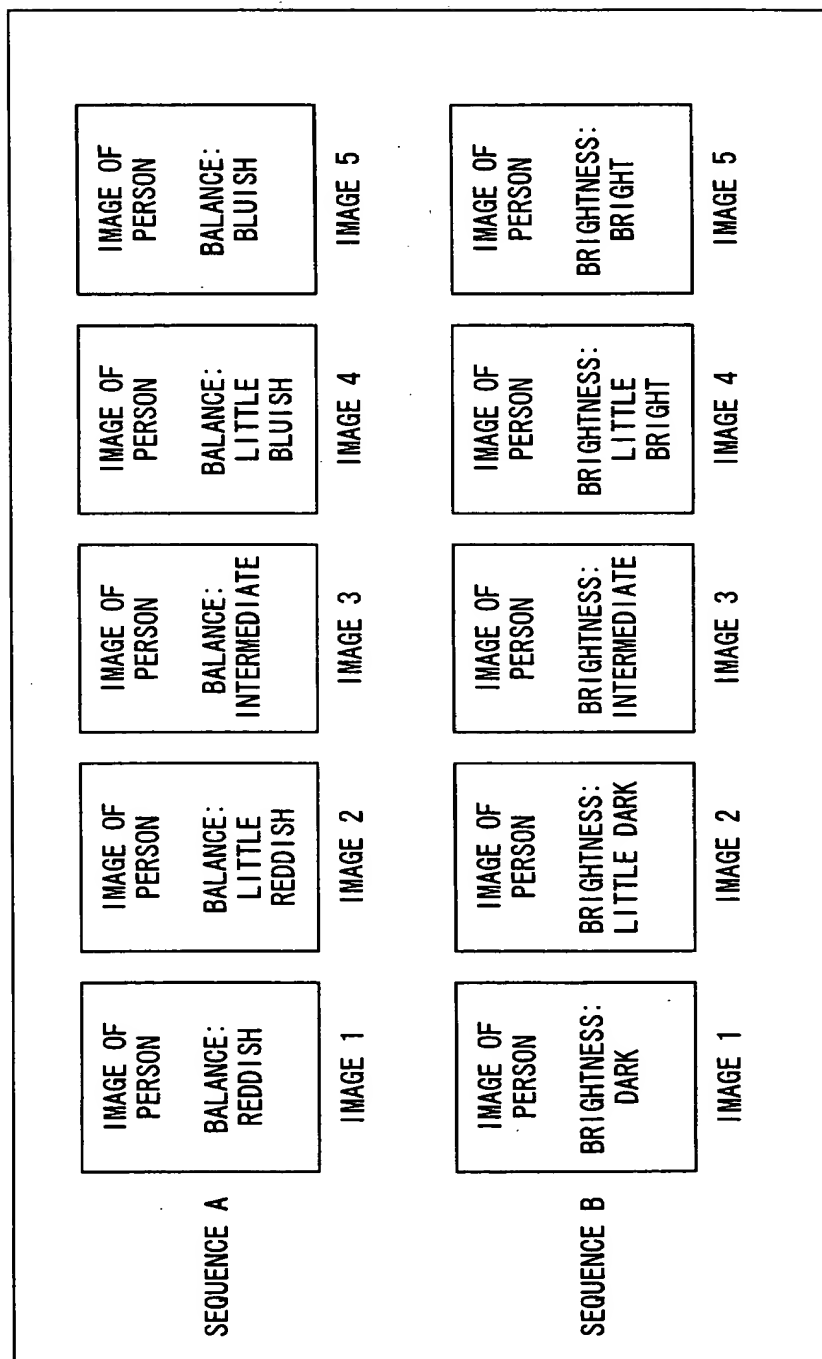 SEQUENCE A
IMAGE OF
PERSON
BALANCE:
REDDISH
IMAGE 1
IMAGE OF
PERSON
BALANCE:
LITTLE
REDDISH
IMAGE 2
IMAGE OF
PERSON
BALANCE:
INTERMEDIATE
IMAGE 3
IMAGE OF
PERSON
BALANCE:
LITTLE
BLUISH
IMAGE 4
IMAGE OF
PERSON
BALANCE:
BLUISH
IMAGE 5
SEQUENCE B
IMAGE OF
PERSON
BRIGHTNESS:
DARK
IMAGE 1
IMAGE OF
PERSON
BRIGHTNESS:
LITTLE DARK
IMAGE 2
IMAGE OF
PERSON
BRIGHTNESS:
INTERMEDIATE
IMAGE 3
IMAGE OF
PERSON
BRIGHTNESS:
LITTLE
BRIGHT
IMAGE 4
IMAGE OF
PERSON
BRIGHTNESS:
BRIGHT
IMAGE 5